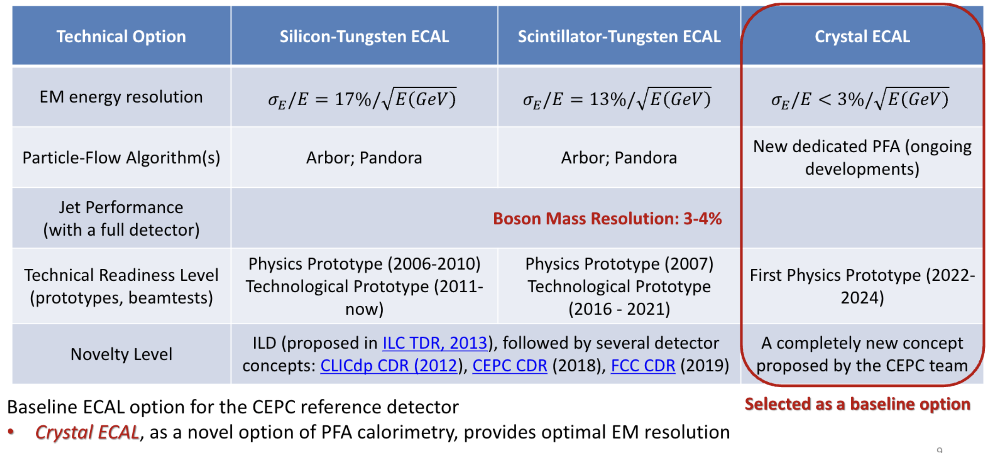 Technical Option
Silicon-Tungsten ECAL
Scintillator-Tungsten ECAL
Crystal ECAL
EM energy resolution
σ_E/E = 17%/√E(GeV)
σ_E/E = 13%/√E(GeV)
σ_E/E < 3%/√E(GeV)
Particle-Flow Algorithm(s)
Arbor; Pandora
Arbor; Pandora
New dedicated PFA (ongoing
developments)
Jet Performance
(with a full detector)
Boson Mass Resolution: 3-4%
Technical Readiness Level
(prototypes, beamtests)
Physics Prototype (2006-2010)
Technological Prototype (2011-
now)
Physics Prototype (2007)
Technological Prototype
(2016 - 2021)
First Physics Prototype (2022-
2024)
Novelty Level
ILD (proposed in ILC TDR, 2013), followed by several detector
concepts: CLICdp CDR (2012), CEPC CDR (2018), FCC CDR (2019)
A completely new concept
proposed by the CEPC team
Selected as a baseline option
Baseline ECAL option for the CEPC reference detector
• Crystal ECAL, as a novel option of PFA calorimetry, provides optimal EM resolution
9